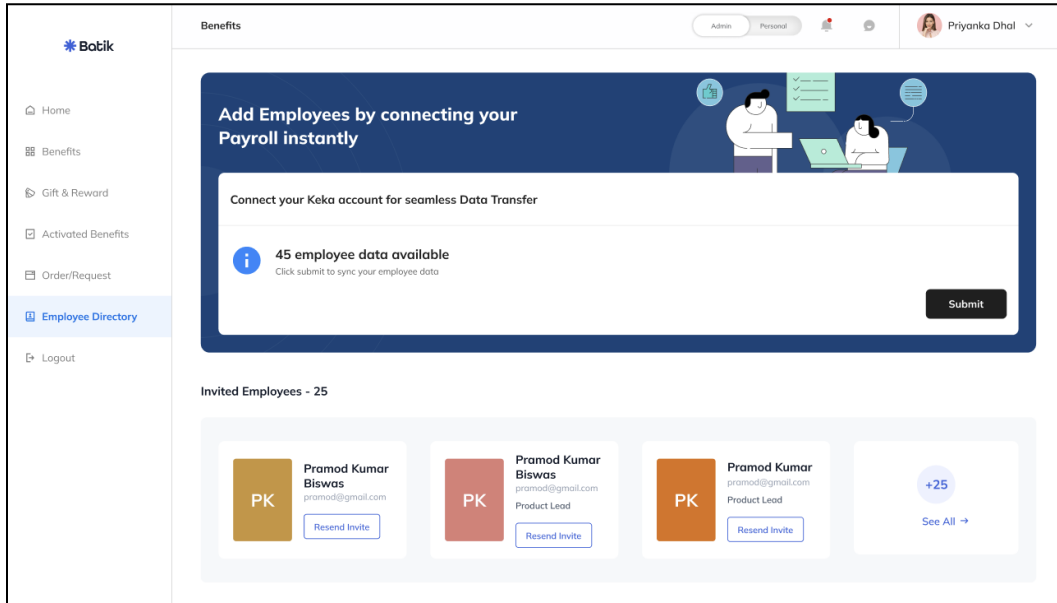 Batik
Home
Benefits
Gift & Reward
Activated Benefits
Order/Request
Employee Directory
Logout
Benefits
Admin
Personal
Priyanka Dhal
Add Employees by connecting your
Payroll instantly
Connect your Keka account for seamless Data Transfer
45 employee data available
Click submit to sync your employee data
Submit
Invited Employees - 25
PK
Pramod Kumar
Biswas
pramod@gmail.com
Resend Invite
PK
Pramod Kumar
Biswas
pramod@gmail.com
Product Lead
Resend Invite
PK
Pramod Kumar
pramod@gmail.com
Product Lead
Resend Invite
+25
See All →